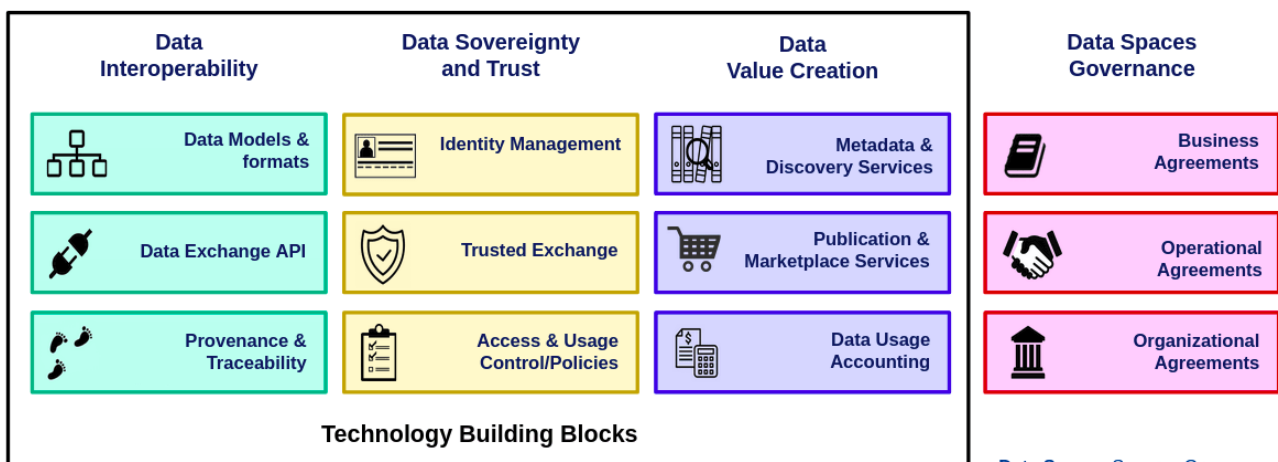 Data
Interoperability
Data Models &
formats
Data Exchange API
Provenance &
Traceability
Data Sovereignty
and Trust
Identity Management
Trusted Exchange
Access & Usage
Control/Policies
Data
Value Creation
Metadata &
Discovery Services
Publication &
Marketplace Services
Data Usage
Accounting
Technology Building Blocks
Data Spaces
Governance
Business
Agreements
Operational
Agreements
Organizational
Agreements